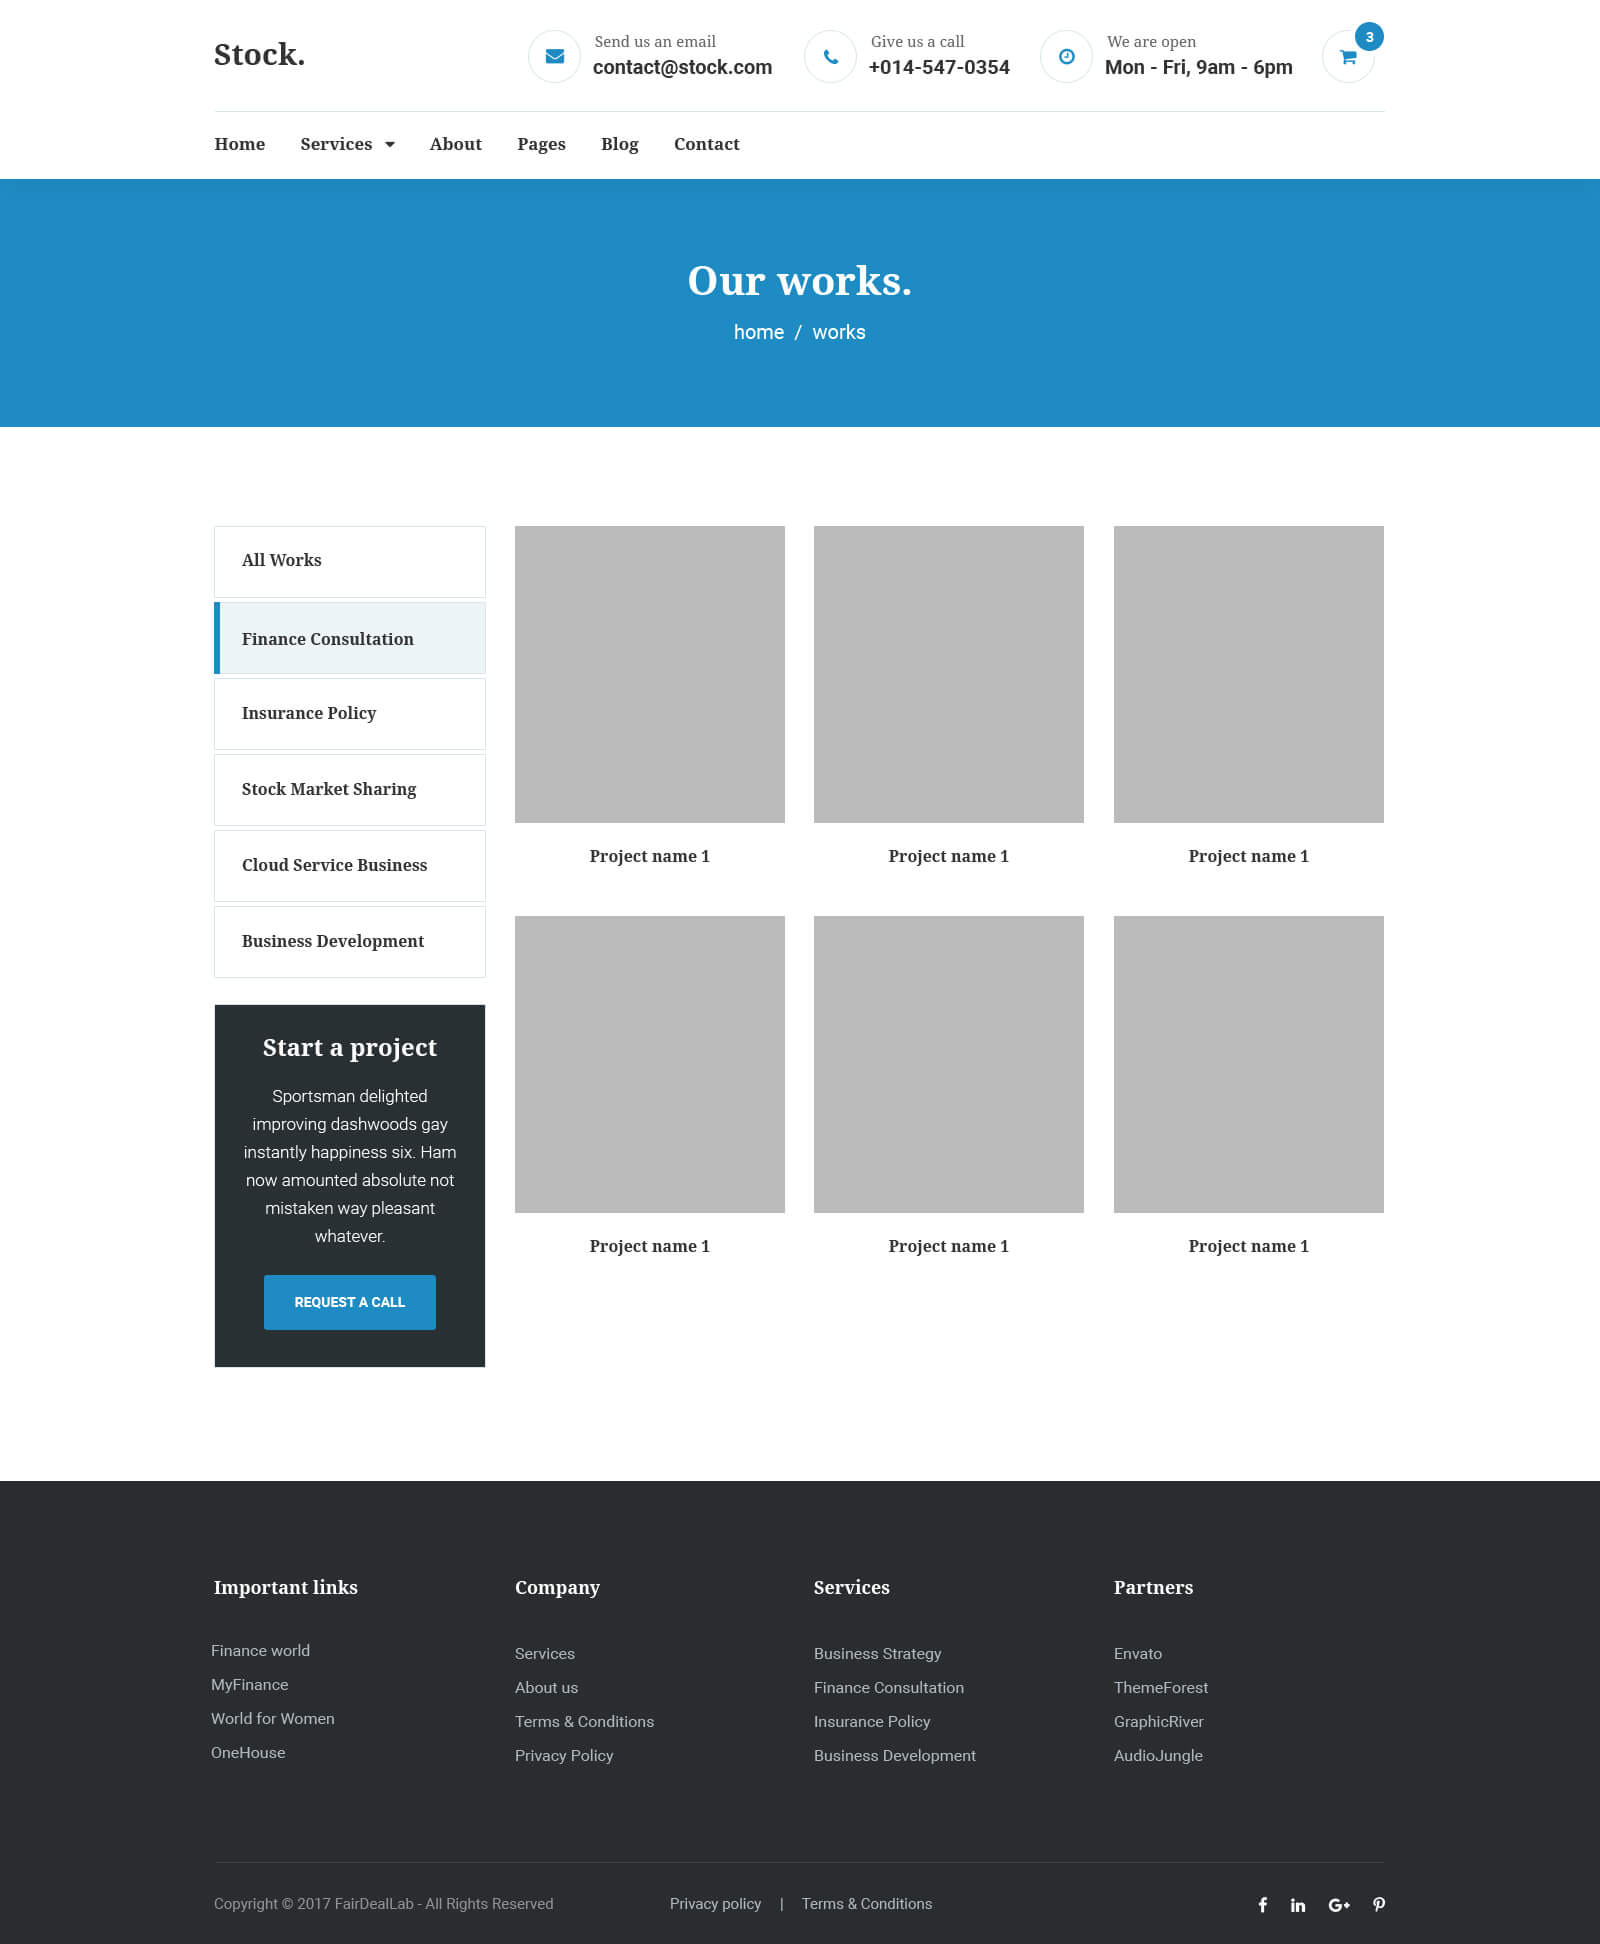 Stock.
Send us an email
contact@stock.com
Give us a call
+014-547-0354
We are open
Mon - Fri, 9am - 6pm
3
Home Services About Pages Blog Contact
Our works.
home / works
All Works
Finance Consultation
Insurance Policy
Stock Market Sharing
Cloud Service Business
Business Development
Start a project
Sportsman delighted
improving dashwoods gay
instantly happiness six. Ham
now amounted absolute not
mistaken way pleasant
whatever.
REQUEST A CALL
Project name 1
Project name 1
Project name 1
Project name 1
Project name 1
Project name 1
Important links
Finance world
MyFinance
World for Women
OneHouse
Company
Services
About us
Terms & Conditions
Privacy Policy
Services
Business Strategy
Finance Consultation
Insurance Policy
Business Development
Partners
Envato
ThemeForest
GraphicRiver
AudioJungle
Copyright © 2017 FairDealLab - All Rights Reserved
Privacy policy | Terms & Conditions